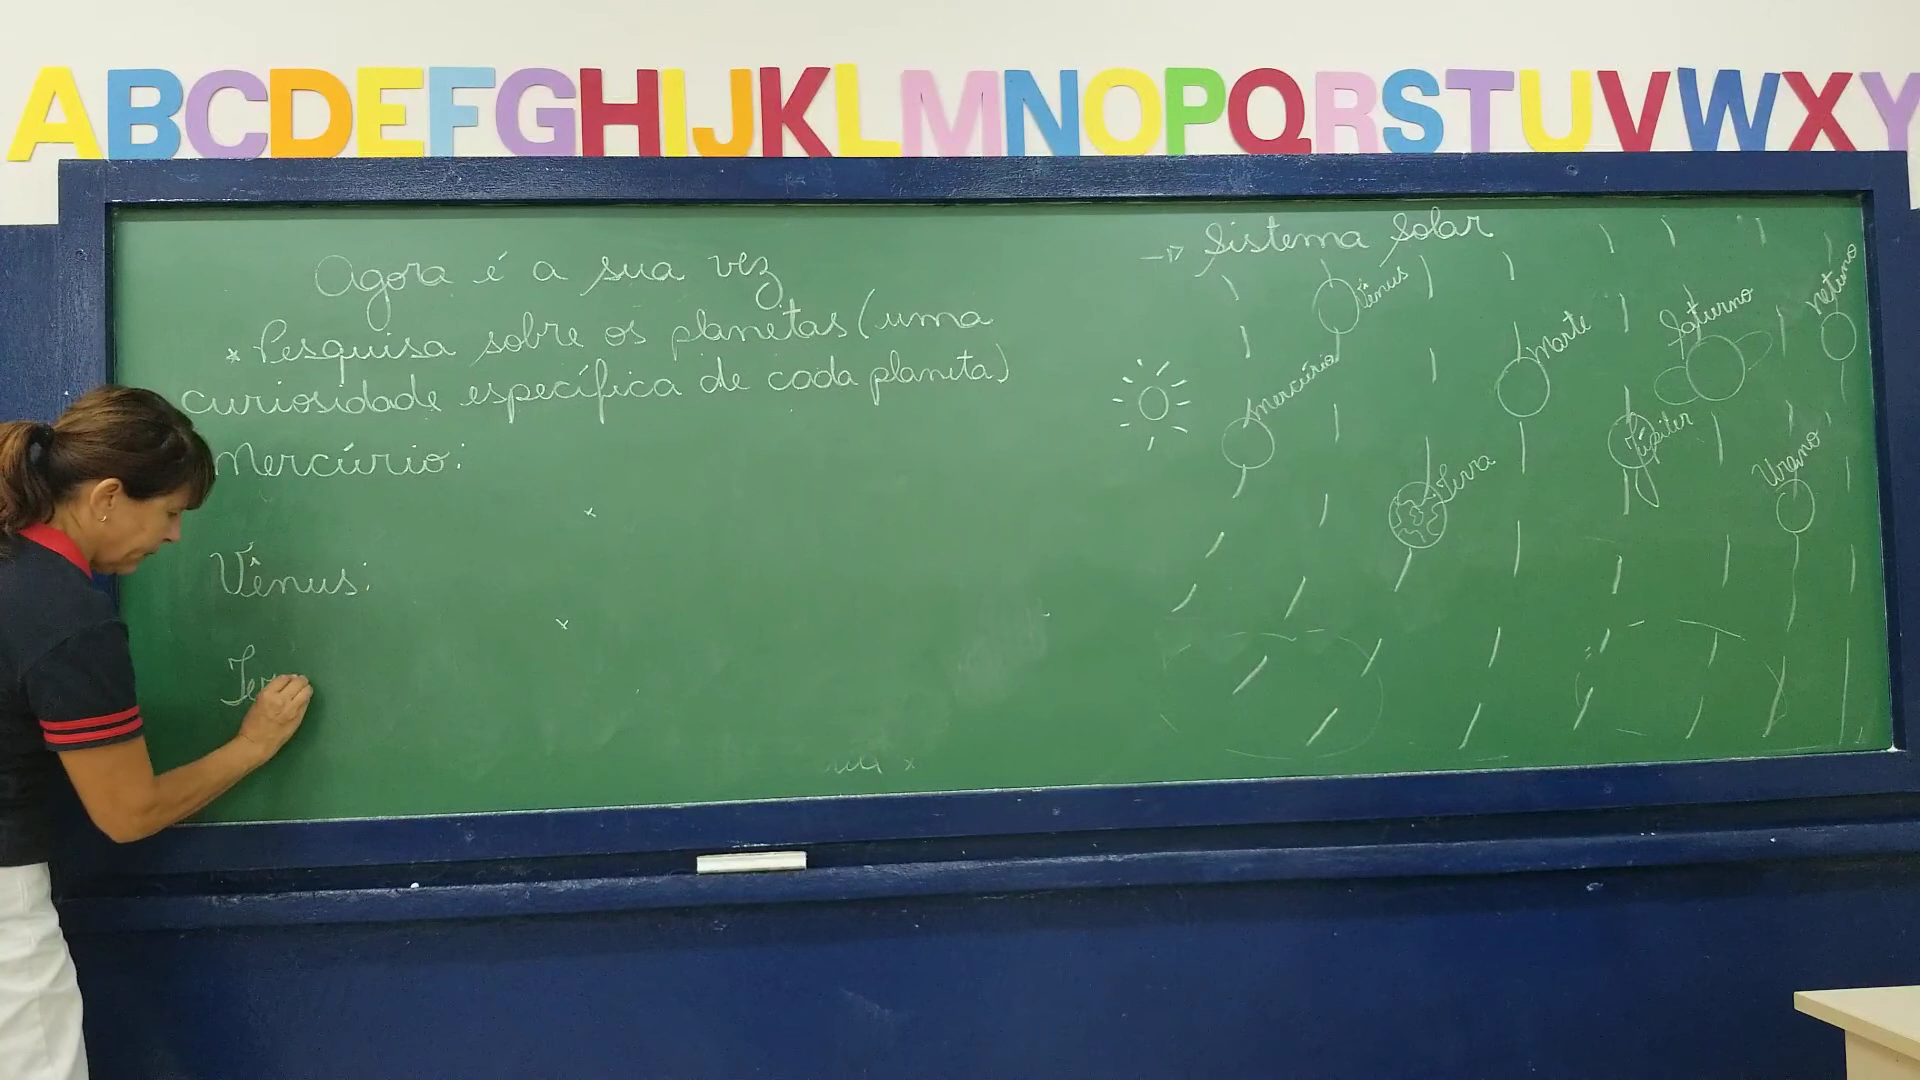 ABCDEFGHIJKLMNOPQRSTUVWXY
Agora é a sua vez
* Pesquisa sobre os planetas (uma
curiosidade específica de cada planeta)
Mercúrio:
Vênus:
Ter
→ Sistema Solar
Mercúrio
Vênus
Terra
Marte
Júpiter
Saturno
Urano
Netuno